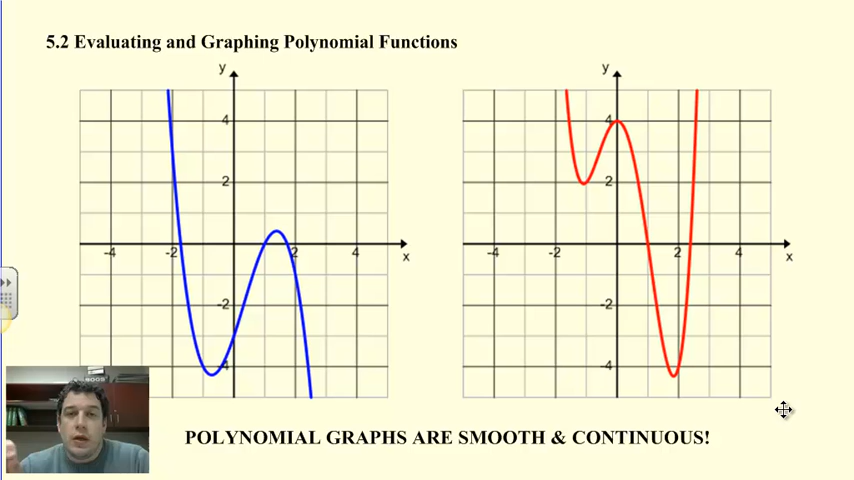 5.2 Evaluating and Graphing Polynomial Functions
y
4
2
-4
-2
2
4
x
-2
-4
y
4
2
-4
-2
2
4
x
-2
-4
POLYNOMIAL GRAPHS ARE SMOOTH & CONTINUOUS!